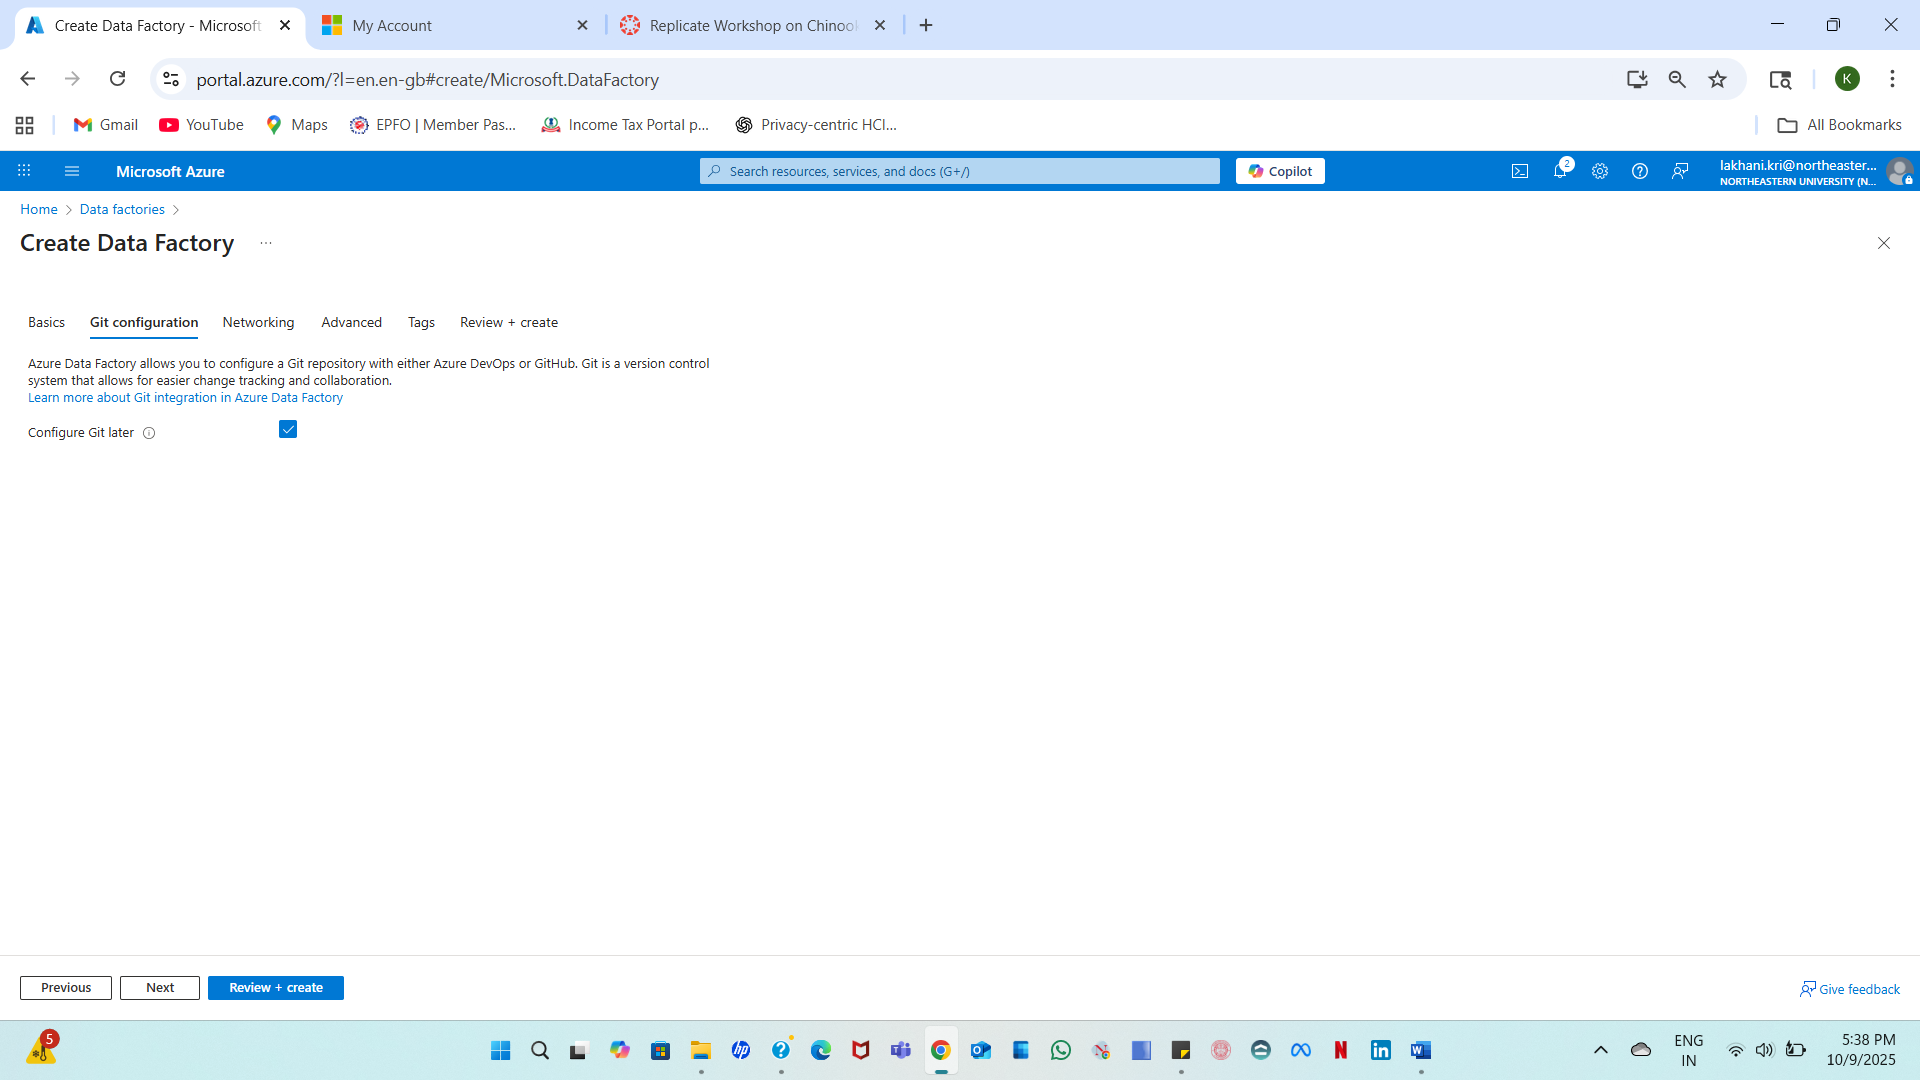 Create Data Factory - Microsoft
My Account
Replicate Workshop on Chinook
portal.azure.com/?l=en.en-gb#create/Microsoft.DataFactory
K
Gmail
YouTube
Maps
EPFO | Member Pas...
Income Tax Portal p...
Privacy-centric HCI...
All Bookmarks
Microsoft Azure
Search resources, services, and docs (G+/)
Copilot
2
lakhani.kri@northeaster...
NORTHEASTERN UNIVERSITY (N...
Home
Data factories
Create Data Factory
...
Basics
Git configuration
Networking
Advanced
Tags
Review + create
Azure Data Factory allows you to configure a Git repository with either Azure DevOps or GitHub. Git is a version control
system that allows for easier change tracking and collaboration.
Learn more about Git integration in Azure Data Factory
Configure Git later
Previous
Next
Review + create
Give feedback
5
ENG
IN
5:38 PM
10/9/2025